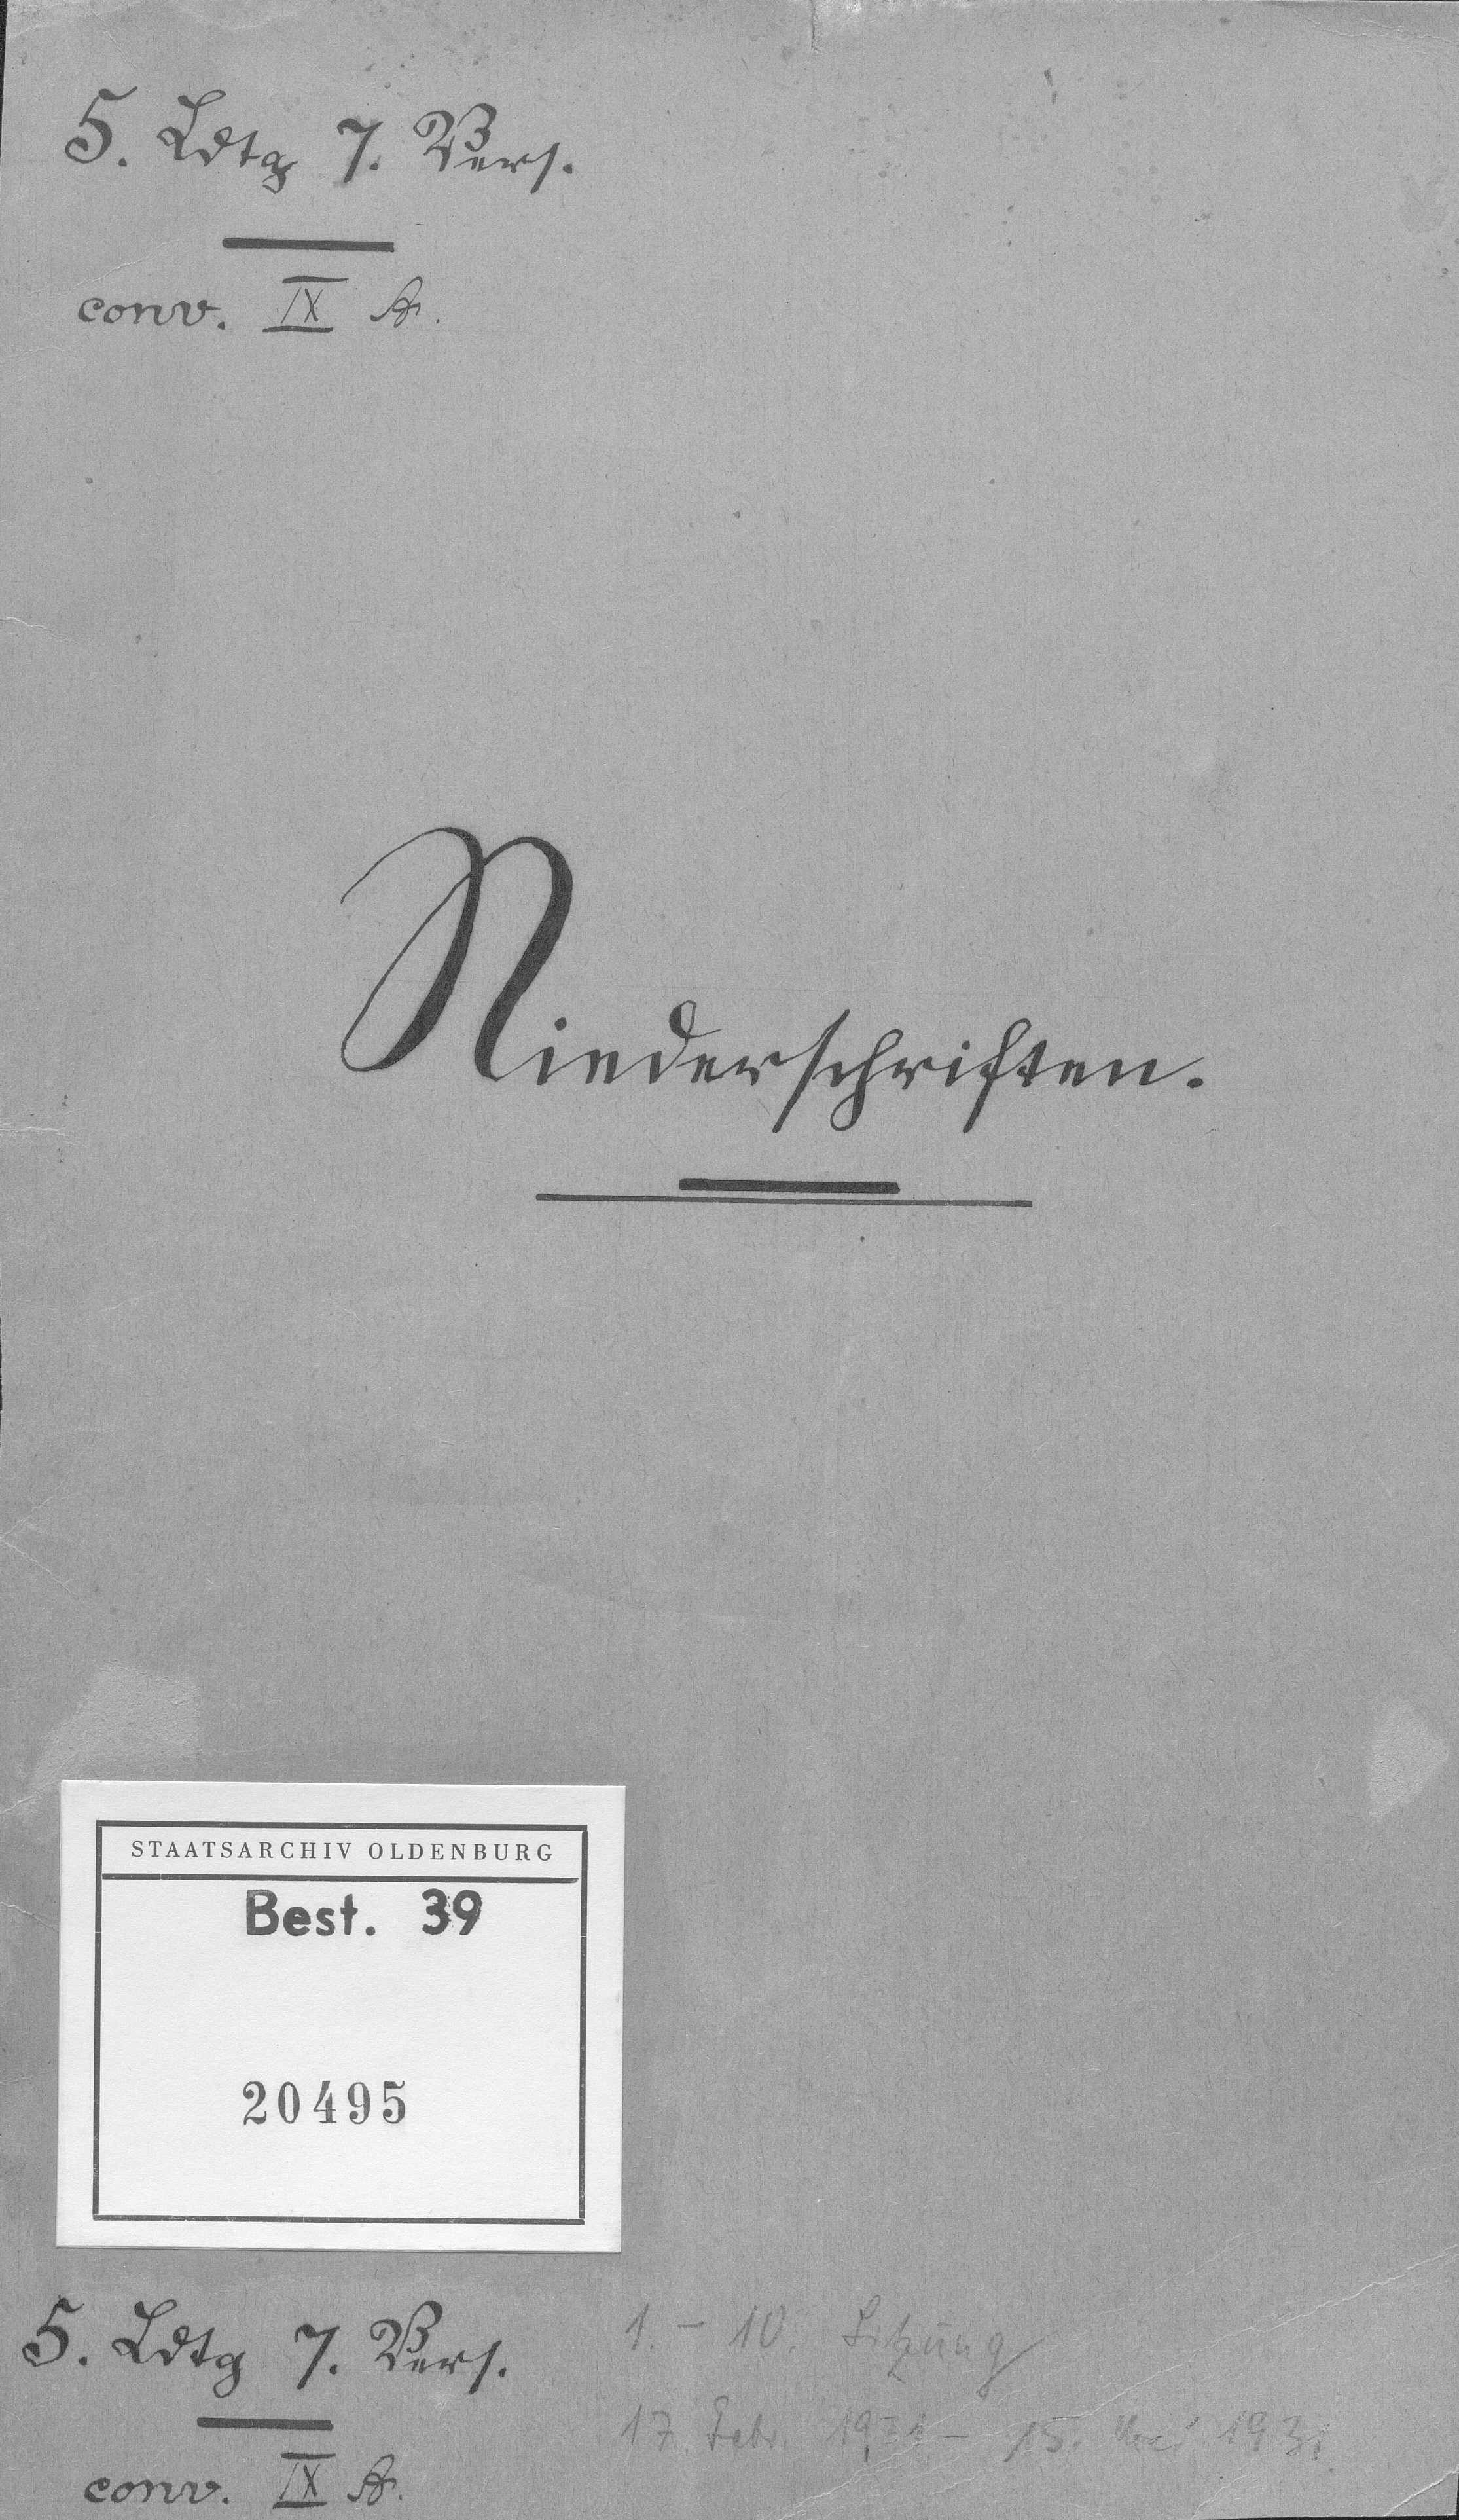 5. Ldtg 7. Vers.
conv. IX A.
Niederschriften.
STAATSARCHIV OLDENBURG
Best. 39
20495
5. Ldtg 7. Vers.
1. - 10. Sitzung
17. Febr. 1931 - 15. Mai 1931
conv. IX A.